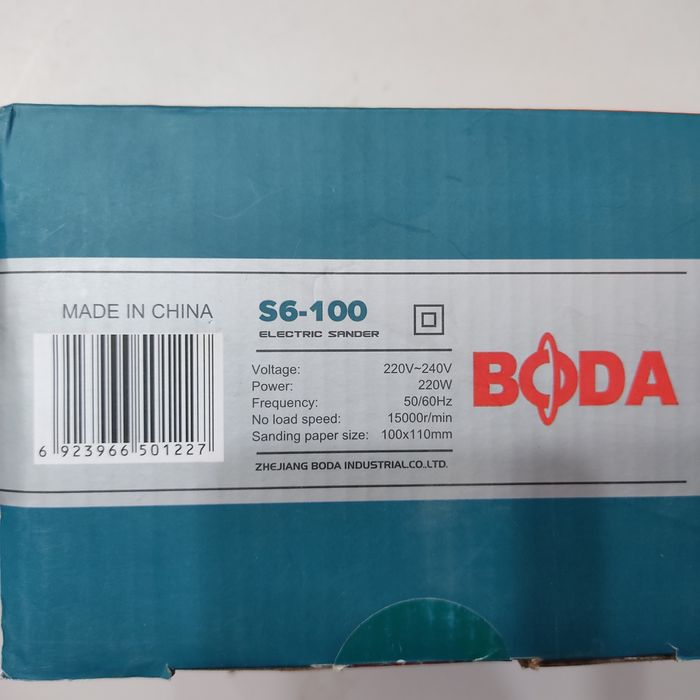 MADE IN CHINA
6 923966 501227
S6-100
ELECTRIC SANDER
Voltage: 220V~240V
Power: 220W
Frequency: 50/60Hz
No load speed: 15000r/min
Sanding paper size: 100x110mm
ZHEJIANG BODA INDUSTRIAL.CO.LTD.
BODA